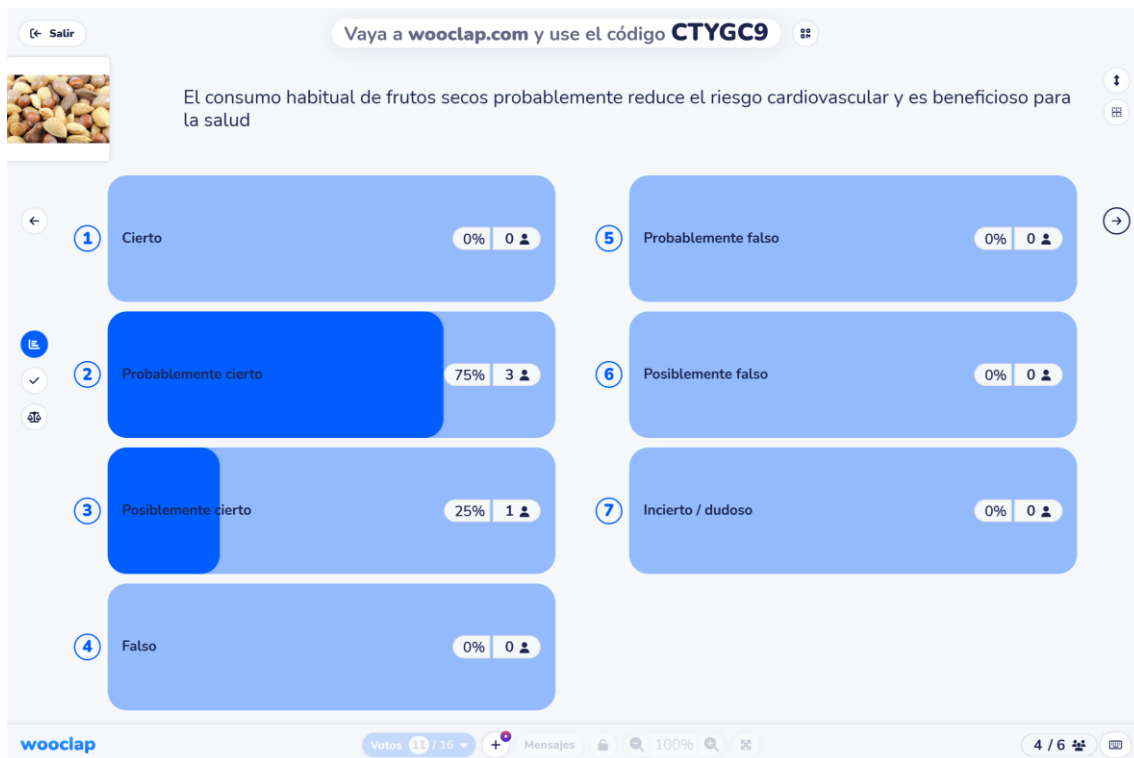 Salir
Vaya a wooclap.com y use el código CTYGC9
El consumo habitual de frutos secos probablemente reduce el riesgo cardiovascular y es beneficioso para
la salud
1 Cierto 0% 0
2 Probablemente cierto 75% 3
3 Posiblemente cierto 25% 1
4 Falso 0% 0
5 Probablemente falso 0% 0
6 Posiblemente falso 0% 0
7 Incierto / dudoso 0% 0
wooclap
Votos 11 / 16
+
Mensajes
100%
4 / 6